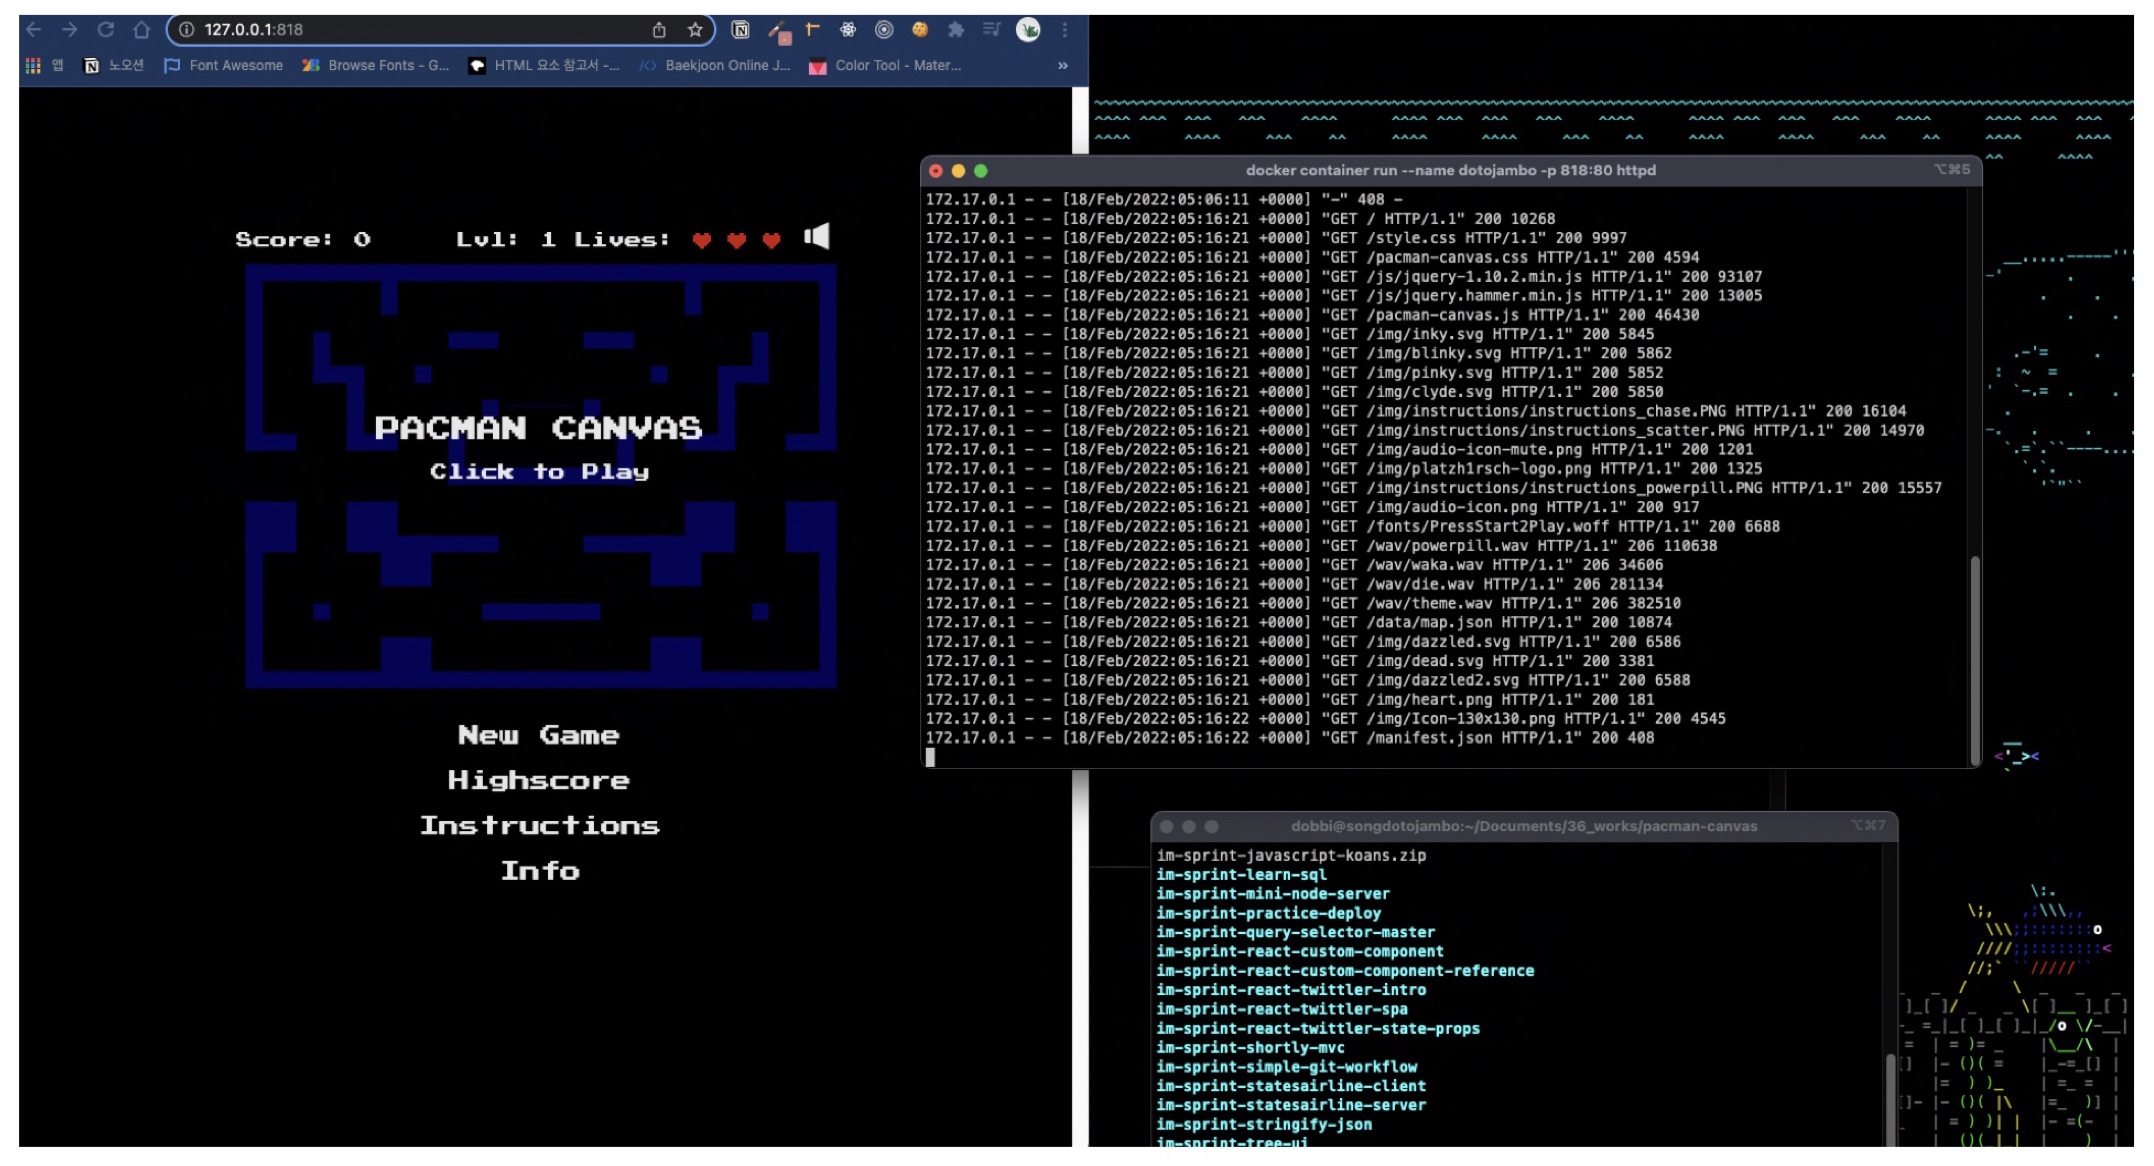 127.0.0.1:818
앱 노오션 Font Awesome Browse Fonts - G... HTML 요소 참고서 -... Baekjoon Online J... Color Tool - Mater... »
Score: 0 Lvl: 1 Lives:
PACMAN CANVAS
Click to Play
New Game
Highscore
Instructions
Info
docker container run --name dotojambo -p 818:80 httpd ⌥⌘5
172.17.0.1 - - [18/Feb/2022:05:06:11 +0000] "-" 408 -
172.17.0.1 - - [18/Feb/2022:05:16:21 +0000] "GET / HTTP/1.1" 200 10268
172.17.0.1 - - [18/Feb/2022:05:16:21 +0000] "GET /style.css HTTP/1.1" 200 9997
172.17.0.1 - - [18/Feb/2022:05:16:21 +0000] "GET /pacman-canvas.css HTTP/1.1" 200 4594
172.17.0.1 - - [18/Feb/2022:05:16:21 +0000] "GET /js/jquery-1.10.2.min.js HTTP/1.1" 200 93107
172.17.0.1 - - [18/Feb/2022:05:16:21 +0000] "GET /js/jquery.hammer.min.js HTTP/1.1" 200 13005
172.17.0.1 - - [18/Feb/2022:05:16:21 +0000] "GET /pacman-canvas.js HTTP/1.1" 200 46430
172.17.0.1 - - [18/Feb/2022:05:16:21 +0000] "GET /img/inky.svg HTTP/1.1" 200 5845
172.17.0.1 - - [18/Feb/2022:05:16:21 +0000] "GET /img/blinky.svg HTTP/1.1" 200 5862
172.17.0.1 - - [18/Feb/2022:05:16:21 +0000] "GET /img/pinky.svg HTTP/1.1" 200 5852
172.17.0.1 - - [18/Feb/2022:05:16:21 +0000] "GET /img/clyde.svg HTTP/1.1" 200 5850
172.17.0.1 - - [18/Feb/2022:05:16:21 +0000] "GET /img/instructions/instructions_chase.PNG HTTP/1.1" 200 16104
172.17.0.1 - - [18/Feb/2022:05:16:21 +0000] "GET /img/instructions/instructions_scatter.PNG HTTP/1.1" 200 14970
172.17.0.1 - - [18/Feb/2022:05:16:21 +0000] "GET /img/audio-icon-mute.png HTTP/1.1" 200 1201
172.17.0.1 - - [18/Feb/2022:05:16:21 +0000] "GET /img/platzh1rsch-logo.png HTTP/1.1" 200 1325
172.17.0.1 - - [18/Feb/2022:05:16:21 +0000] "GET /img/instructions/instructions_powerpill.PNG HTTP/1.1" 200 15557
172.17.0.1 - - [18/Feb/2022:05:16:21 +0000] "GET /img/audio-icon.png HTTP/1.1" 200 917
172.17.0.1 - - [18/Feb/2022:05:16:21 +0000] "GET /fonts/PressStart2Play.woff HTTP/1.1" 200 6688
172.17.0.1 - - [18/Feb/2022:05:16:21 +0000] "GET /wav/powerpill.wav HTTP/1.1" 206 110638
172.17.0.1 - - [18/Feb/2022:05:16:21 +0000] "GET /wav/waka.wav HTTP/1.1" 206 34606
172.17.0.1 - - [18/Feb/2022:05:16:21 +0000] "GET /wav/die.wav HTTP/1.1" 206 281134
172.17.0.1 - - [18/Feb/2022:05:16:21 +0000] "GET /wav/theme.wav HTTP/1.1" 206 382510
172.17.0.1 - - [18/Feb/2022:05:16:21 +0000] "GET /data/map.json HTTP/1.1" 200 10874
172.17.0.1 - - [18/Feb/2022:05:16:21 +0000] "GET /img/dazzled.svg HTTP/1.1" 200 6586
172.17.0.1 - - [18/Feb/2022:05:16:21 +0000] "GET /img/dead.svg HTTP/1.1" 200 3381
172.17.0.1 - - [18/Feb/2022:05:16:21 +0000] "GET /img/dazzled2.svg HTTP/1.1" 200 6588
172.17.0.1 - - [18/Feb/2022:05:16:21 +0000] "GET /img/heart.png HTTP/1.1" 200 181
172.17.0.1 - - [18/Feb/2022:05:16:22 +0000] "GET /img/Icon-130x130.png HTTP/1.1" 200 4545
172.17.0.1 - - [18/Feb/2022:05:16:22 +0000] "GET /manifest.json HTTP/1.1" 200 408
dobbi@songdotojambo:~/Documents/36_works/pacman-canvas ⌥⌘7
im-sprint-javascript-koans.zip
im-sprint-learn-sql
im-sprint-mini-node-server
im-sprint-practice-deploy
im-sprint-query-selector-master
im-sprint-react-custom-component
im-sprint-react-custom-component-reference
im-sprint-react-twittler-intro
im-sprint-react-twittler-spa
im-sprint-react-twittler-state-props
im-sprint-shortly-mvc
im-sprint-simple-git-workflow
im-sprint-statesairline-client
im-sprint-statesairline-server
im-sprint-stringify-json
im-sprint-tree-ui